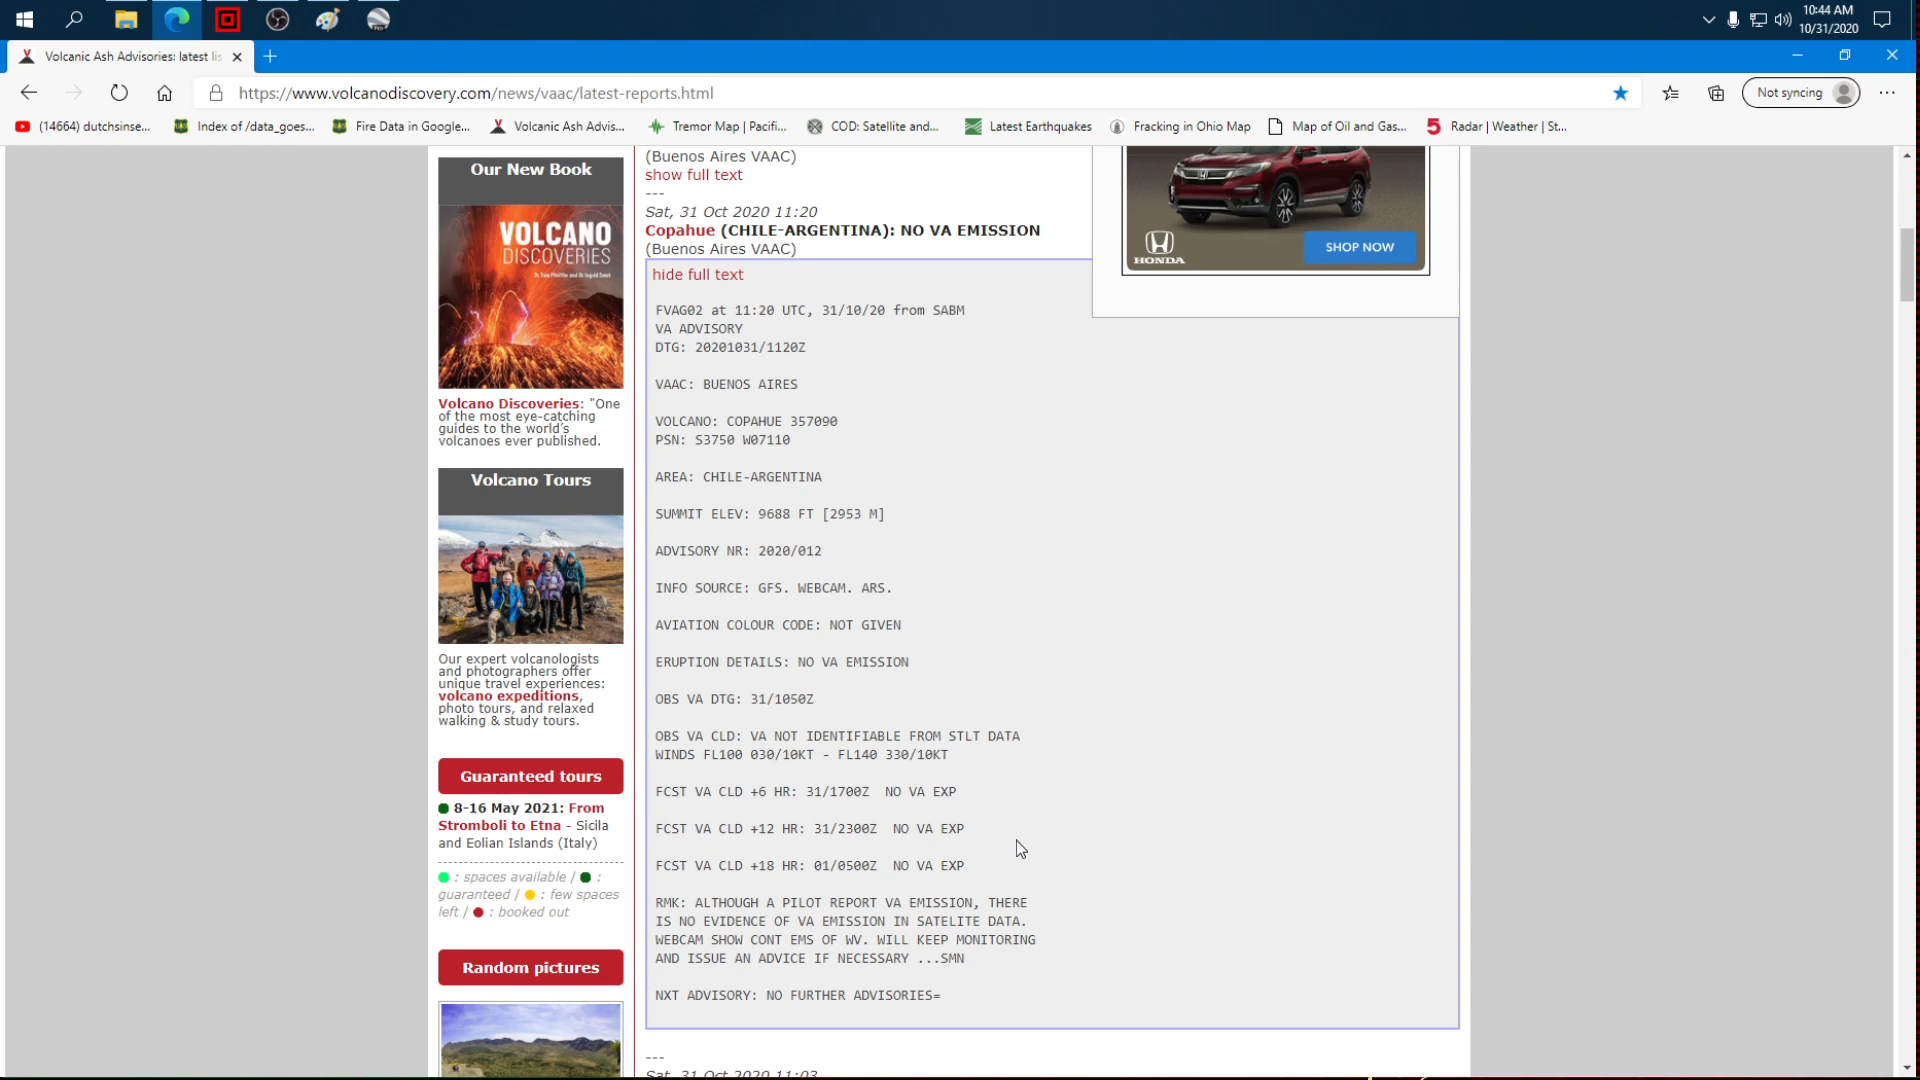 10:44 AM
10/31/2020
Volcanic Ash Advisories: latest lis
https://www.volcanodiscovery.com/news/vaac/latest-reports.html
Not syncing
(14664) dutchsinse...
Index of /data_goes...
Fire Data in Google...
Volcanic Ash Advis...
Tremor Map | Pacifi...
COD: Satellite and...
Latest Earthquakes
Fracking in Ohio Map
Map of Oil and Gas...
Radar | Weather | St...
Our New Book
VOLCANO
DISCOVERIES
Volcano Discoveries: "One
of the most eye-catching
guides to the world's
volcanoes ever published.
Volcano Tours
Our expert volcanologists
and photographers offer
unique travel experiences:
volcano expeditions,
photo tours, and relaxed
walking & study tours.
Guaranteed tours
8-16 May 2021: From
Stromboli to Etna - Sicila
and Eolian Islands (Italy)
: spaces available / :
guaranteed / : few spaces
left / : booked out
Random pictures
(Buenos Aires VAAC)
show full text
---
Sat, 31 Oct 2020 11:20
Copahue (CHILE-ARGENTINA): NO VA EMISSION
(Buenos Aires VAAC)
hide full text
FVAG02 at 11:20 UTC, 31/10/20 from SABM
VA ADVISORY
DTG: 20201031/1120Z
VAAC: BUENOS AIRES
VOLCANO: COPAHUE 357090
PSN: S3750 W07110
AREA: CHILE-ARGENTINA
SUMMIT ELEV: 9688 FT [2953 M]
ADVISORY NR: 2020/012
INFO SOURCE: GFS. WEBCAM. ARS.
AVIATION COLOUR CODE: NOT GIVEN
ERUPTION DETAILS: NO VA EMISSION
OBS VA DTG: 31/1050Z
OBS VA CLD: VA NOT IDENTIFIABLE FROM STLT DATA
WINDS FL100 030/10KT - FL140 330/10KT
FCST VA CLD +6 HR: 31/1700Z NO VA EXP
FCST VA CLD +12 HR: 31/2300Z NO VA EXP
FCST VA CLD +18 HR: 01/0500Z NO VA EXP
RMK: ALTHOUGH A PILOT REPORT VA EMISSION, THERE
IS NO EVIDENCE OF VA EMISSION IN SATELITE DATA.
WEBCAM SHOW CONT EMS OF WV. WILL KEEP MONITORING
AND ISSUE AN ADVICE IF NECESSARY ...SMN
NXT ADVISORY: NO FURTHER ADVISORIES=
---
Sat, 31 Oct 2020 11:03
HONDA
SHOP NOW